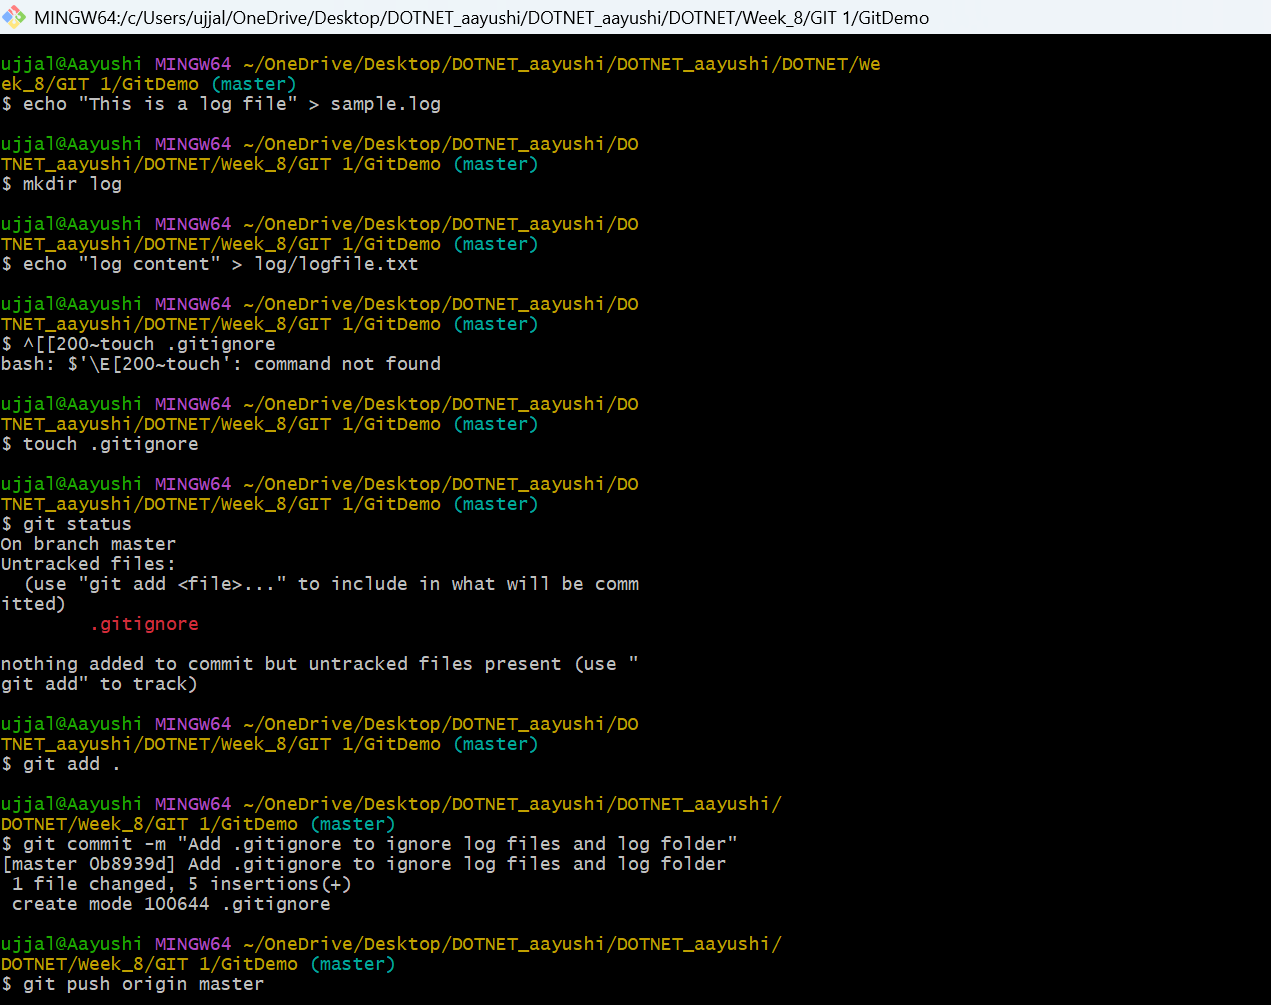 MINGW64:/c/Users/ujjal/OneDrive/Desktop/DOTNET_aayushi/DOTNET_aayushi/DOTNET/Week_8/GIT 1/GitDemo
ujjal@Aayushi MINGW64 ~/OneDrive/Desktop/DOTNET_aayushi/DOTNET_aayushi/DOTNET/We
ek_8/GIT 1/GitDemo (master)
$ echo "This is a log file" > sample.log
ujjal@Aayushi MINGW64 ~/OneDrive/Desktop/DOTNET_aayushi/DO
TNET_aayushi/DOTNET/Week_8/GIT 1/GitDemo (master)
$ mkdir log
ujjal@Aayushi MINGW64 ~/OneDrive/Desktop/DOTNET_aayushi/DO
TNET_aayushi/DOTNET/Week_8/GIT 1/GitDemo (master)
$ echo "log content" > log/logfile.txt
ujjal@Aayushi MINGW64 ~/OneDrive/Desktop/DOTNET_aayushi/DO
TNET_aayushi/DOTNET/Week_8/GIT 1/GitDemo (master)
$ ^[[200~touch .gitignore
bash: $'\E[200~touch': command not found
ujjal@Aayushi MINGW64 ~/OneDrive/Desktop/DOTNET_aayushi/DO
TNET_aayushi/DOTNET/Week_8/GIT 1/GitDemo (master)
$ touch .gitignore
ujjal@Aayushi MINGW64 ~/OneDrive/Desktop/DOTNET_aayushi/DO
TNET_aayushi/DOTNET/Week_8/GIT 1/GitDemo (master)
$ git status
On branch master
Untracked files:
  (use "git add <file>..." to include in what will be comm
itted)
        .gitignore
nothing added to commit but untracked files present (use "
git add" to track)
ujjal@Aayushi MINGW64 ~/OneDrive/Desktop/DOTNET_aayushi/DO
TNET_aayushi/DOTNET/Week_8/GIT 1/GitDemo (master)
$ git add .
ujjal@Aayushi MINGW64 ~/OneDrive/Desktop/DOTNET_aayushi/DOTNET_aayushi/
DOTNET/Week_8/GIT 1/GitDemo (master)
$ git commit -m "Add .gitignore to ignore log files and log folder"
[master 0b8939d] Add .gitignore to ignore log files and log folder
 1 file changed, 5 insertions(+)
 create mode 100644 .gitignore
ujjal@Aayushi MINGW64 ~/OneDrive/Desktop/DOTNET_aayushi/DOTNET_aayushi/
DOTNET/Week_8/GIT 1/GitDemo (master)
$ git push origin master